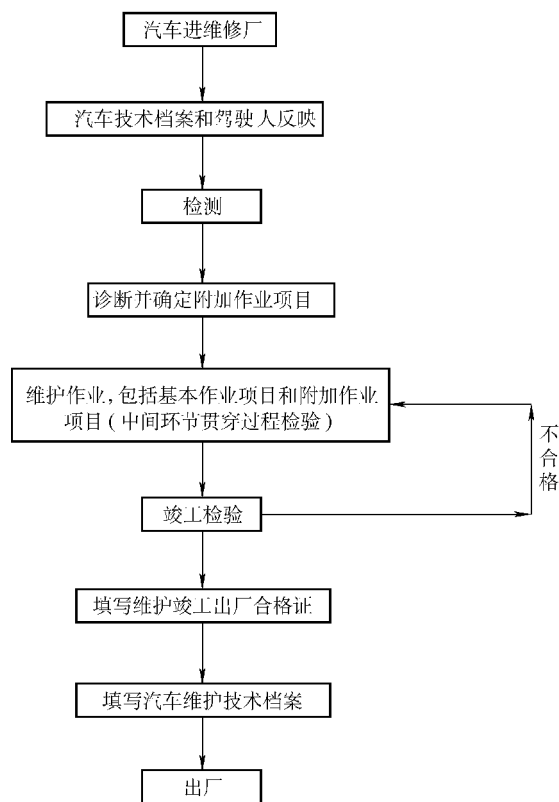 汽车进维修厂
汽车技术档案和驾驶人反映
检测
诊断并确定附加作业项目
维护作业,包括基本作业项目和附加作业
项目(中间环节贯穿过程检验)
不合格
竣工检验
填写维护竣工出厂合格证
填写汽车维护技术档案
出厂